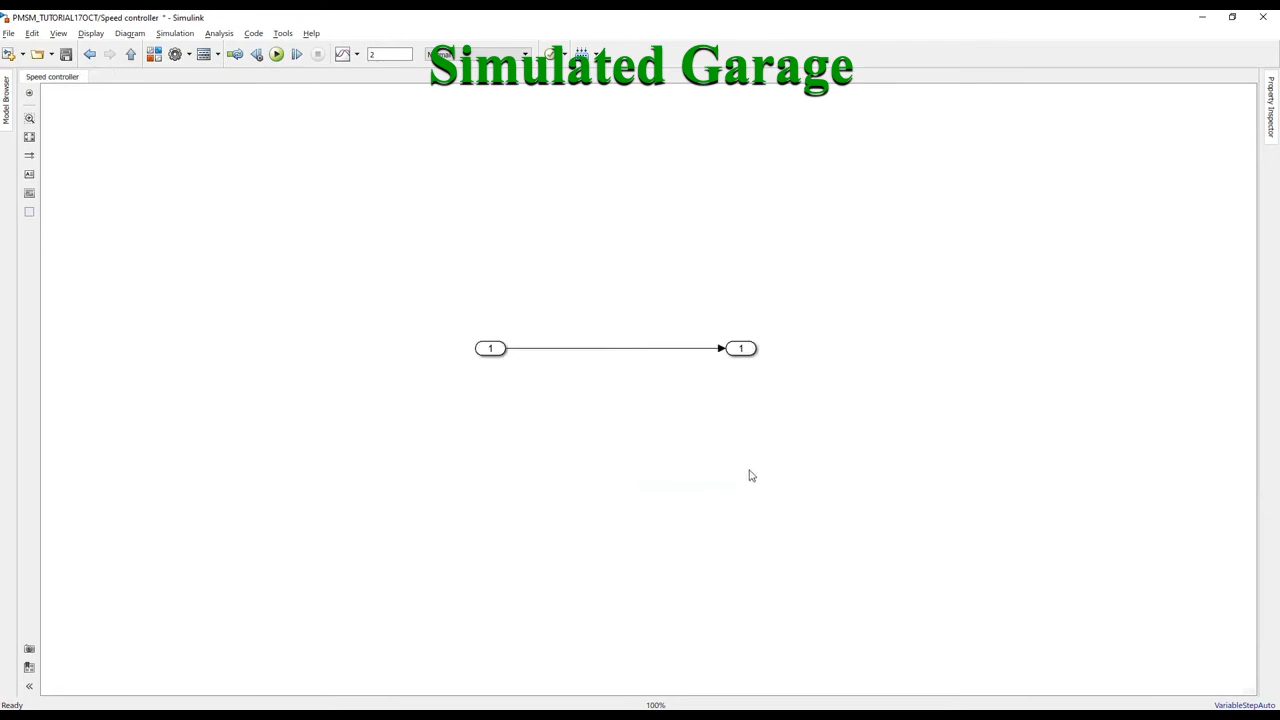 PMSM_TUTORIAL17OCT/Speed controller * - Simulink
File Edit View Display Diagram Simulation Analysis Code Tools Help
2
Simulated Garage
Speed controller
Model Browser
Property Inspector
1 1
Ready 100% VariableStepAuto